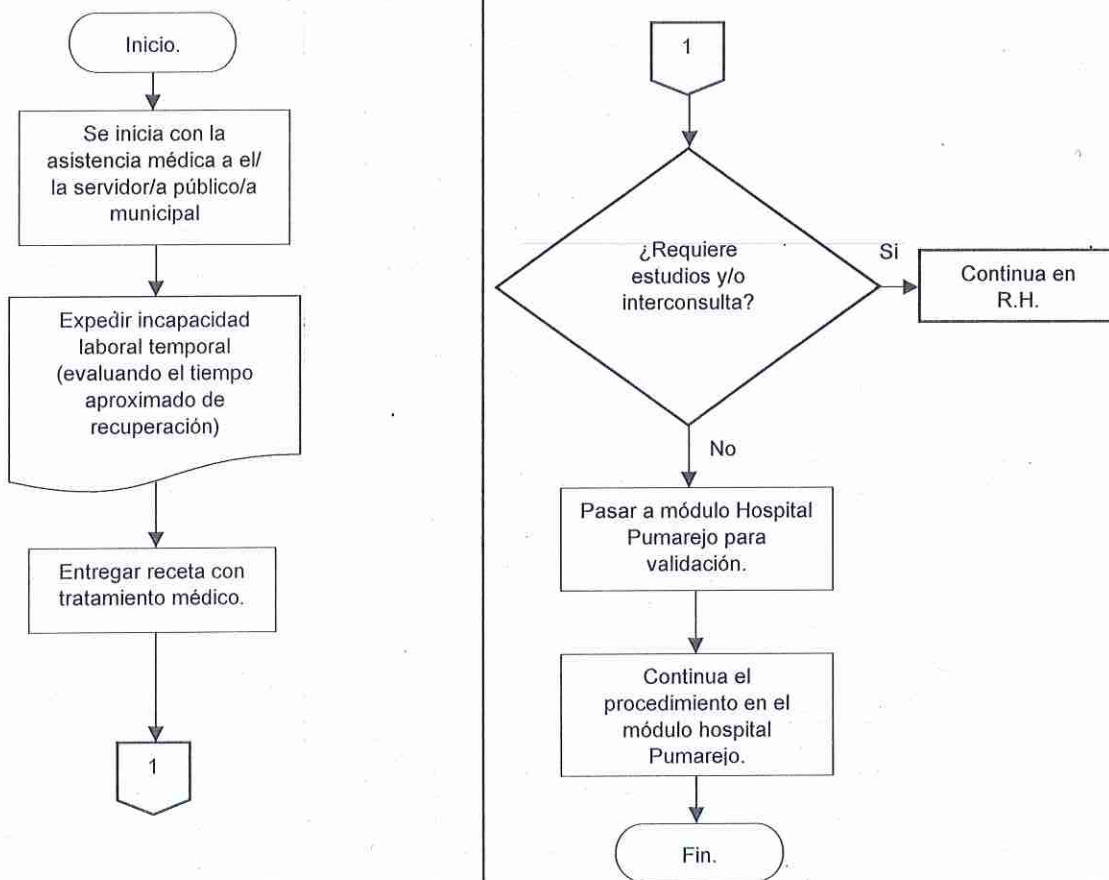 Inicio.
Se inicia con la
asistencia médica a el/
la servidor/a público/a
municipal
Expedir incapacidad
laboral temporal
(evaluando el tiempo
aproximado de
recuperación)
Entregar receta con
tratamiento médico.
1
1
¿Requiere
estudios y/o
interconsulta?
Si
Continua en
R.H.
No
Pasar a módulo Hospital
Pumarejo para
validación.
Continua el
procedimiento en el
módulo hospital
Pumarejo.
Fin.